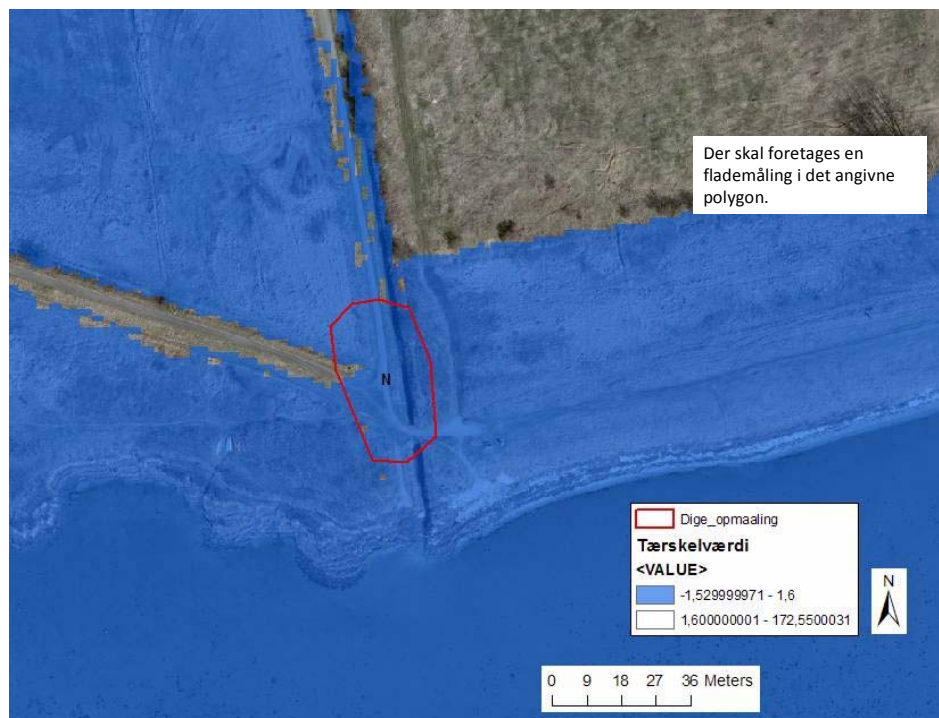 Der skal foretages en
flademåling i det angivne
polygon.
N
Dige_opmaaling
Tærskelværdi
<VALUE>
-1,529999971 - 1,6
1,600000001 - 172,5500031
N
0 9 18 27 36 Meters